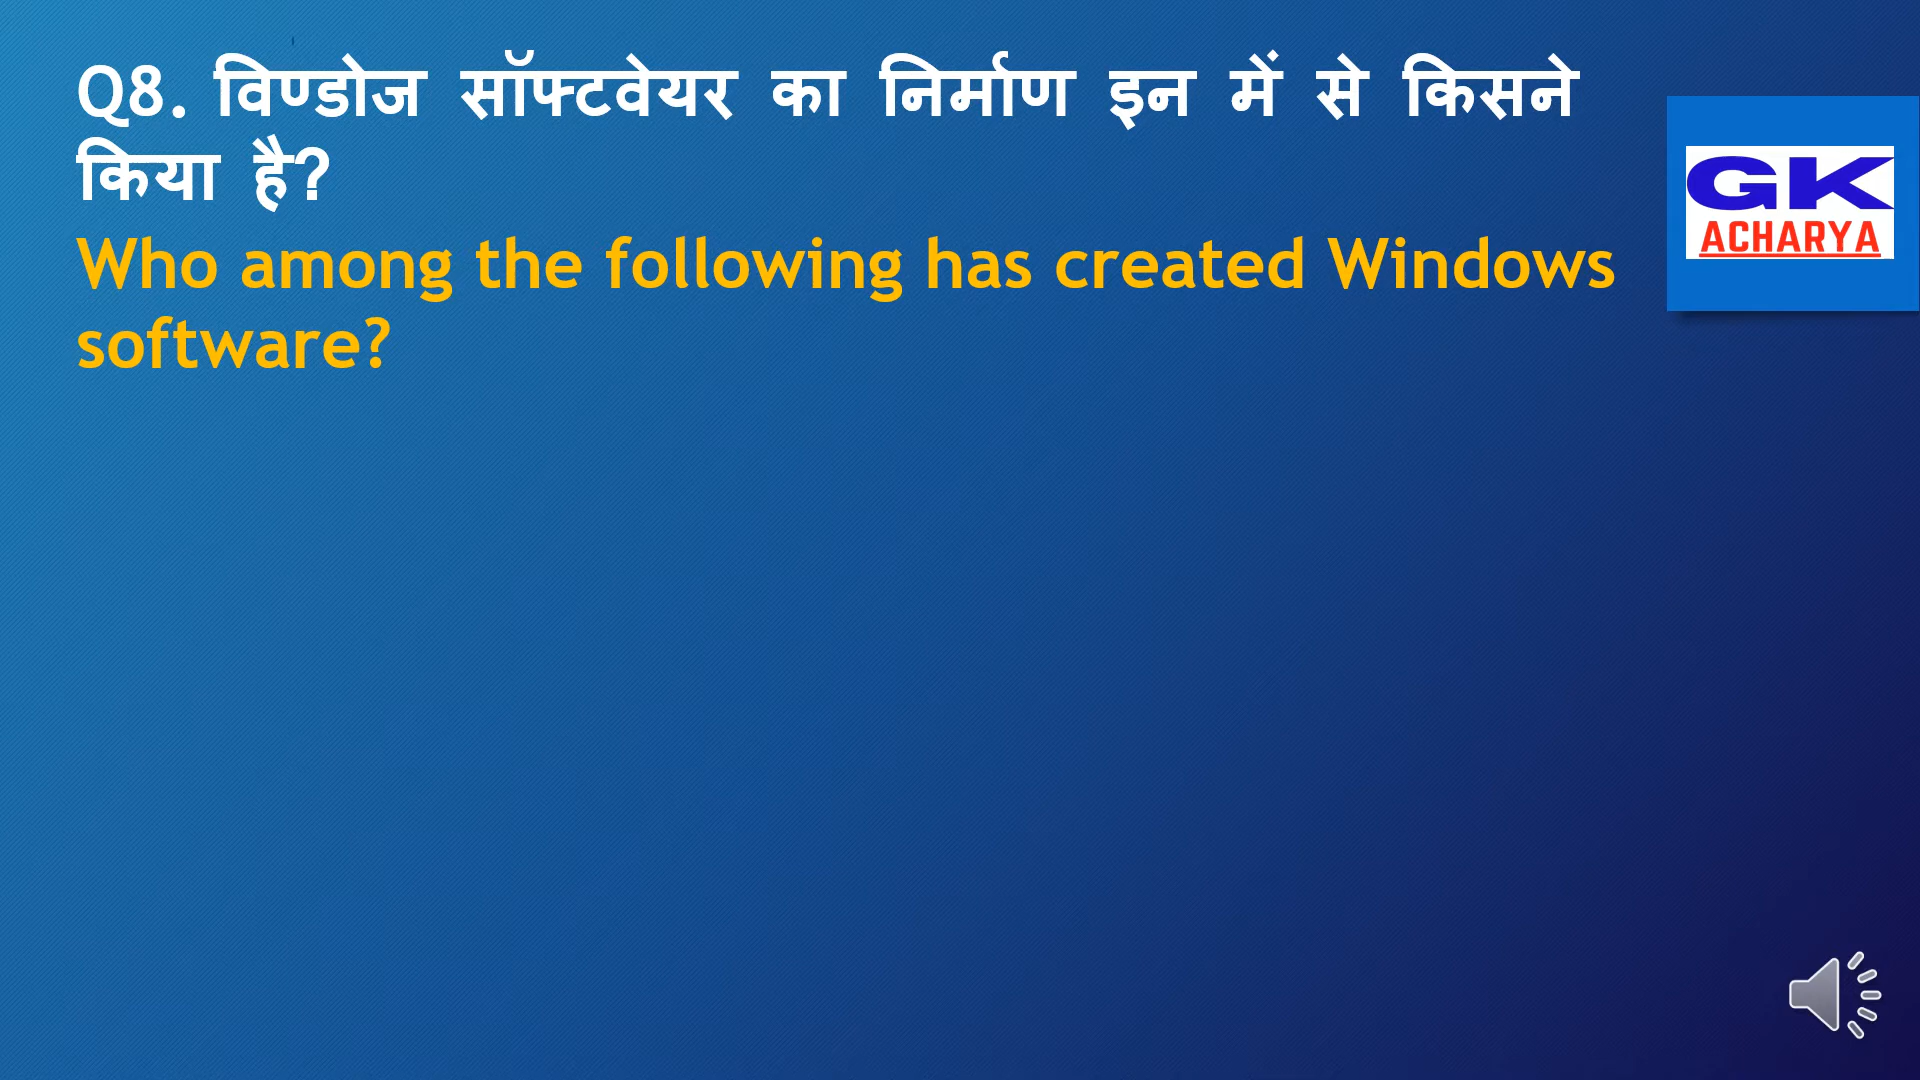 Q8. विण्डोज सॉफ्टवेयर का निर्माण इन में से किसने
किया है?
Who among the following has created Windows
software?
GK
ACHARYA